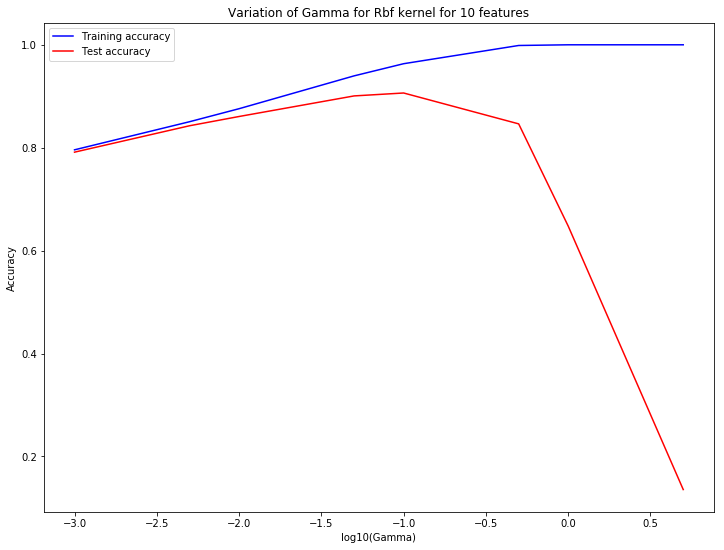 Variation of Gamma for Rbf kernel for 10 features
Training accuracy
Test accuracy
Accuracy
1.0
0.8
0.6
0.4
0.2
−3.0 −2.5 −2.0 −1.5 −1.0 −0.5 0.0 0.5
log10(Gamma)